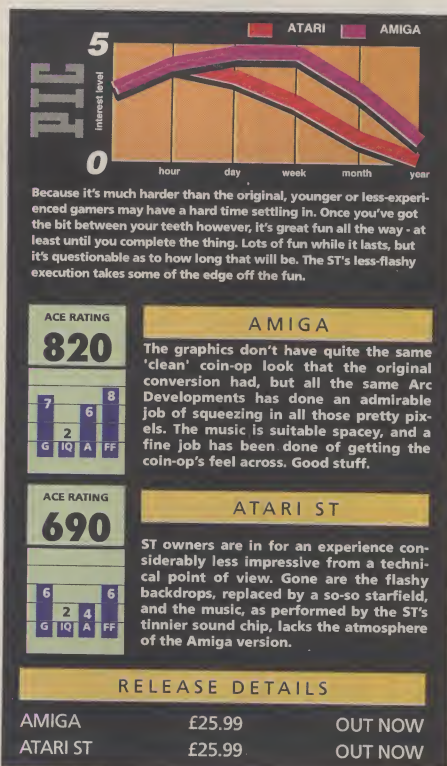 ATARI AMIGA
PIC
interest level
5
0
hour day week month year
Because it's much harder than the original, younger or less-experi-
enced gamers may have a hard time settling in. Once you've got
the bit between your teeth however, it's great fun all the way - at
least until you complete the thing. Lots of fun while it lasts, but
it's questionable as to how long that will be. The ST's less-flashy
execution takes some of the edge off the fun.
ACE RATING
820
7 2 6 8
G IQ A FF
AMIGA
The graphics don't have quite the same
'clean' coin-op look that the original
conversion had, but all the same Arc
Developments has done an admirable
job of squeezing in all those pretty pix-
els. The music is suitable spacey, and a
fine job has been done of getting the
coin-op's feel across. Good stuff.
ACE RATING
690
6 2 4 6
G IQ A FF
ATARI ST
ST owners are in for an experience con-
siderably less impressive from a techni-
cal point of view. Gone are the flashy
backdrops, replaced by a so-so starfield,
and the music, as performed by the ST's
tinnier sound chip, lacks the atmosphere
of the Amiga version.
RELEASE DETAILS
AMIGA £25.99 OUT NOW
ATARI ST £25.99 OUT NOW